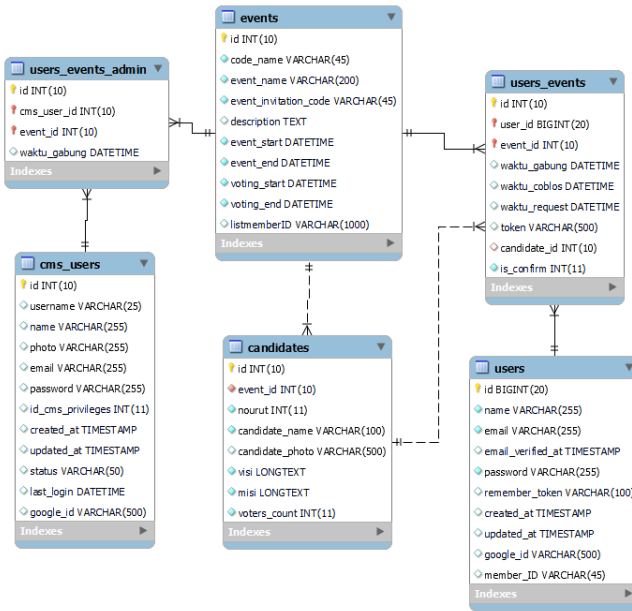 events
id INT(10)
code_name VARCHAR(45)
event_name VARCHAR(200)
event_invitation_code VARCHAR(45)
description TEXT
event_start DATETIME
event_end DATETIME
voting_start DATETIME
voting_end DATETIME
listmemberID VARCHAR(1000)
Indexes
users_events_admin
id INT(10)
cms_user_id INT(10)
event_id INT(10)
waktu_gabung DATETIME
Indexes
users_events
id INT(10)
user_id BIGINT(20)
event_id INT(10)
waktu_gabung DATETIME
waktu_coblos DATETIME
waktu_request DATETIME
token VARCHAR(500)
candidate_id INT(10)
is_confirm INT(11)
Indexes
cms_users
id INT(10)
username VARCHAR(25)
name VARCHAR(255)
photo VARCHAR(255)
email VARCHAR(255)
password VARCHAR(255)
id_cms_privileges INT(11)
created_at TIMESTAMP
updated_at TIMESTAMP
status VARCHAR(50)
last_login DATETIME
google_id VARCHAR(500)
Indexes
candidates
id INT(10)
event_id INT(10)
nourut INT(11)
candidate_name VARCHAR(100)
candidate_photo VARCHAR(500)
visi LONGTEXT
misi LONGTEXT
voters_count INT(11)
Indexes
users
id BIGINT(20)
name VARCHAR(255)
email VARCHAR(255)
email_verified_at TIMESTAMP
password VARCHAR(255)
remember_token VARCHAR(100)
created_at TIMESTAMP
updated_at TIMESTAMP
google_id VARCHAR(500)
member_ID VARCHAR(45)
Indexes